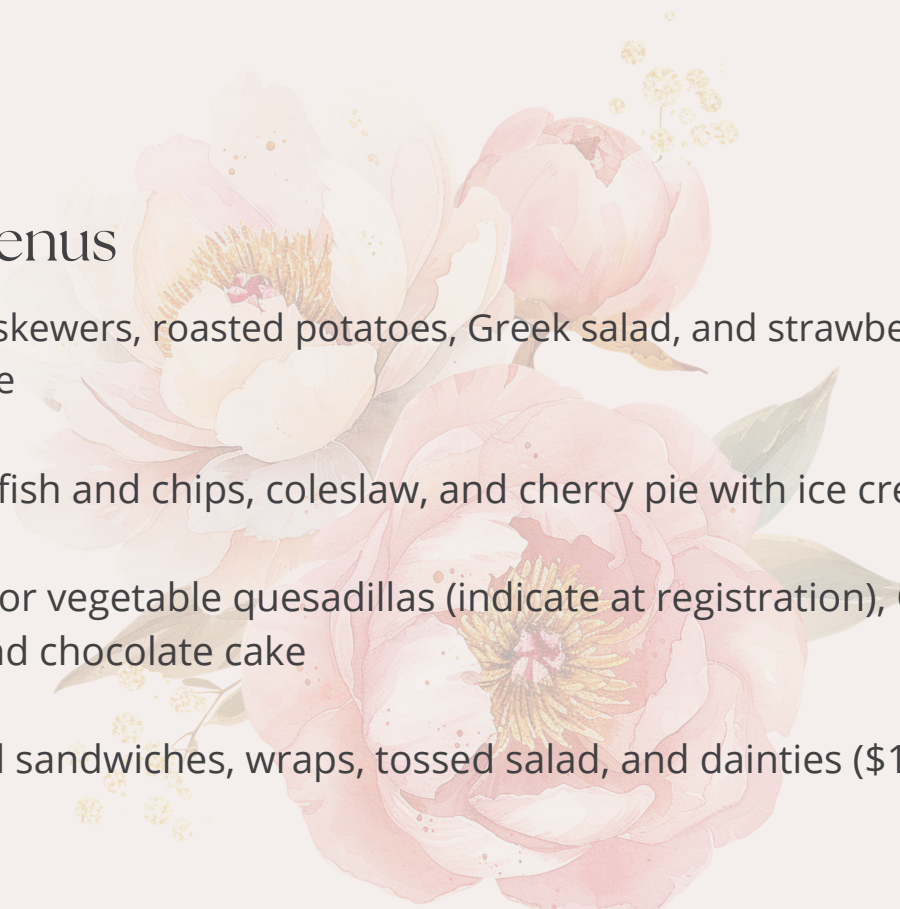 enus
skewers, roasted potatoes, Greek salad, and strawbe
e
fish and chips, coleslaw, and cherry pie with ice cre
or vegetable quesadillas (indicate at registration),
nd chocolate cake
sandwiches, wraps, tossed salad, and dainties ($1